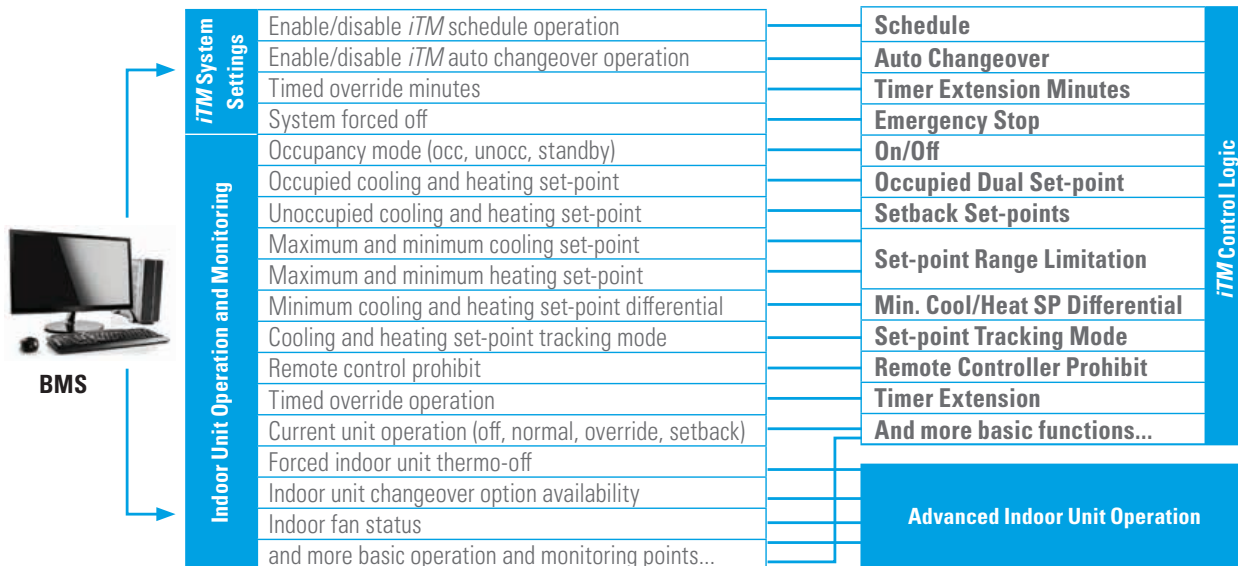 iTM System
Settings
Enable/disable iTM schedule operation
Enable/disable iTM auto changeover operation
Timed override minutes
System forced off
Indoor Unit Operation and Monitoring
Occupancy mode (occ, unocc, standby)
Occupied cooling and heating set-point
Unoccupied cooling and heating set-point
Maximum and minimum cooling set-point
Maximum and minimum heating set-point
Minimum cooling and heating set-point differential
Cooling and heating set-point tracking mode
Remote control prohibit
Timed override operation
Current unit operation (off, normal, override, setback)
Forced indoor unit thermo-off
Indoor unit changeover option availability
Indoor fan status
and more basic operation and monitoring points...
BMS
Schedule
Auto Changeover
Timer Extension Minutes
Emergency Stop
On/Off
Occupied Dual Set-point
Setback Set-points
Set-point Range Limitation
Min. Cool/Heat SP Differential
Set-point Tracking Mode
Remote Controller Prohibit
Timer Extension
And more basic functions...
iTM Control Logic
Advanced Indoor Unit Operation